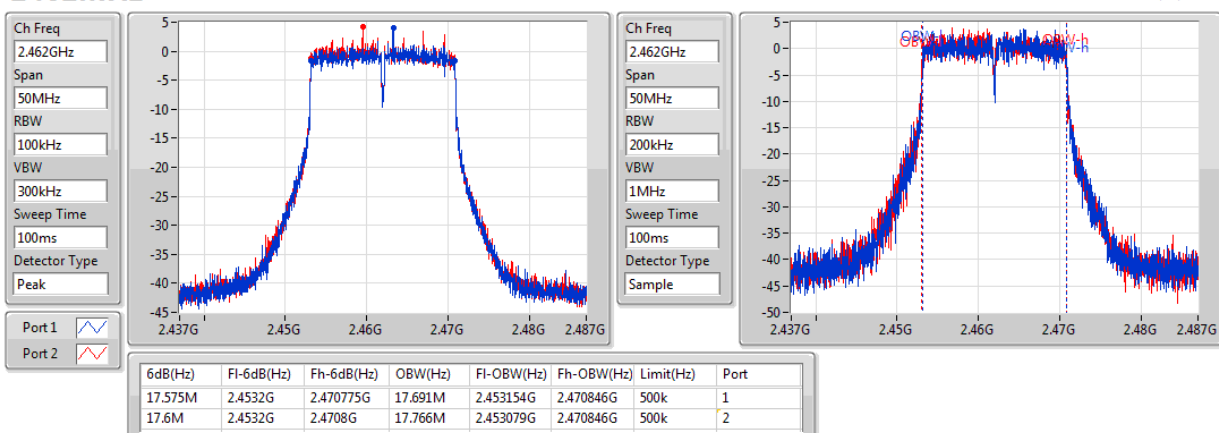 Ch Freq
2.462GHz
Span
50MHz
RBW
100kHz
VBW
300kHz
Sweep Time
100ms
Detector Type
Peak
Port 1
Port 2
5
0
-5
-10
-15
-20
-25
-30
-35
-40
-45
2.437G 2.45G 2.46G 2.47G 2.48G 2.487G
Ch Freq
2.462GHz
Span
50MHz
RBW
200kHz
VBW
1MHz
Sweep Time
100ms
Detector Type
Sample
5
0
-5
-10
-15
-20
-25
-30
-35
-40
-45
-50
2.437G 2.45G 2.46G 2.47G 2.48G 2.487G
6dB(Hz) Fl-6dB(Hz) Fh-6dB(Hz) OBW(Hz) Fl-OBW(Hz) Fh-OBW(Hz) Limit(Hz) Port
17.575M 2.4532G 2.470775G 17.691M 2.453154G 2.470846G 500k 1
17.6M 2.4532G 2.4708G 17.766M 2.453079G 2.470846G 500k 2